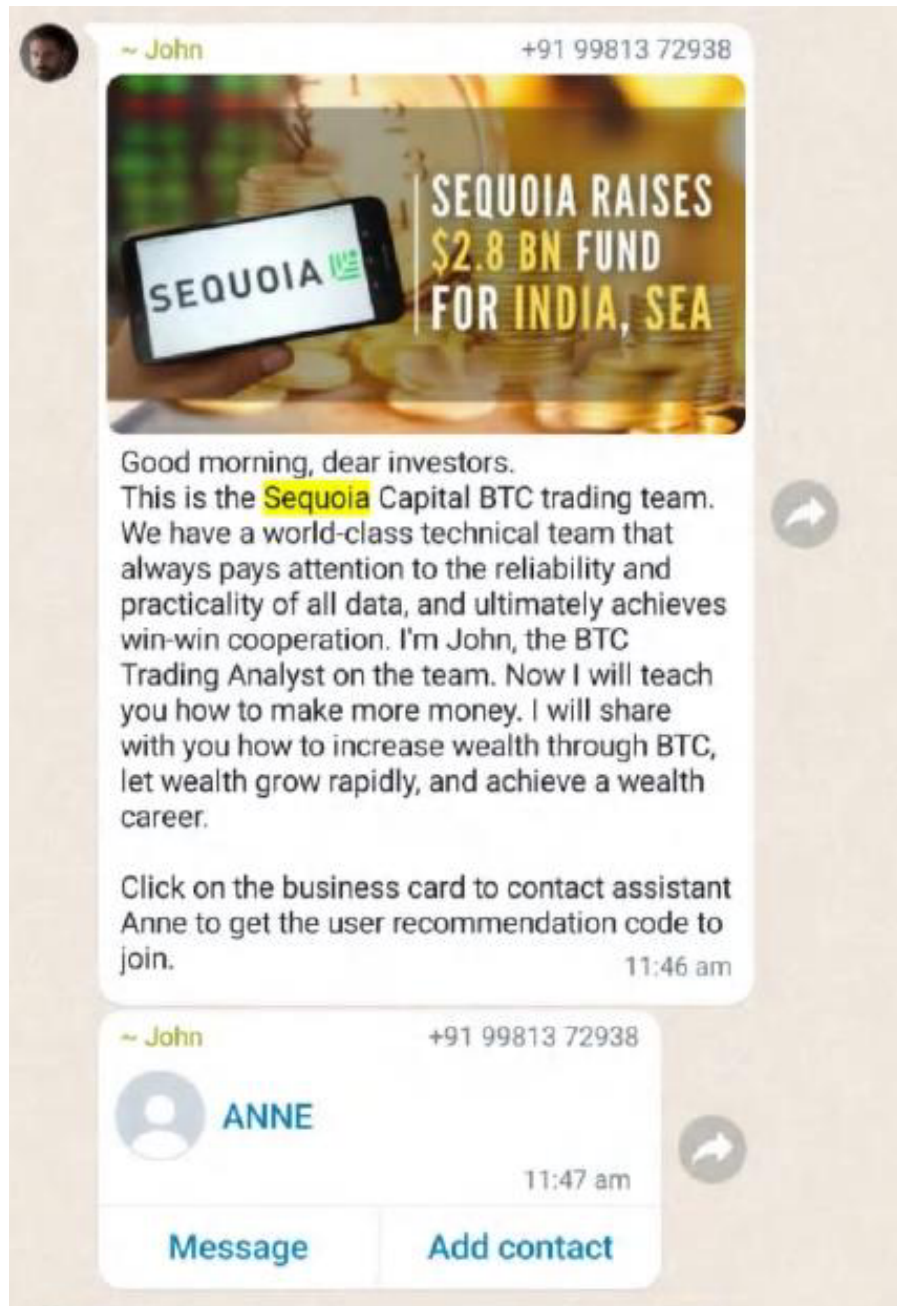 ~ John +91 99813 72938
SEQUOIA
SEQUOIA RAISES
$2.8 BN FUND
FOR INDIA, SEA
Good morning, dear investors.
This is the Sequoia Capital BTC trading team.
We have a world-class technical team that
always pays attention to the reliability and
practicality of all data, and ultimately achieves
win-win cooperation. I'm John, the BTC
Trading Analyst on the team. Now I will teach
you how to make more money. I will share
with you how to increase wealth through BTC,
let wealth grow rapidly, and achieve a wealth
career.
Click on the business card to contact assistant
Anne to get the user recommendation code to
join.
11:46 am
~ John +91 99813 72938
ANNE
11:47 am
Message Add contact